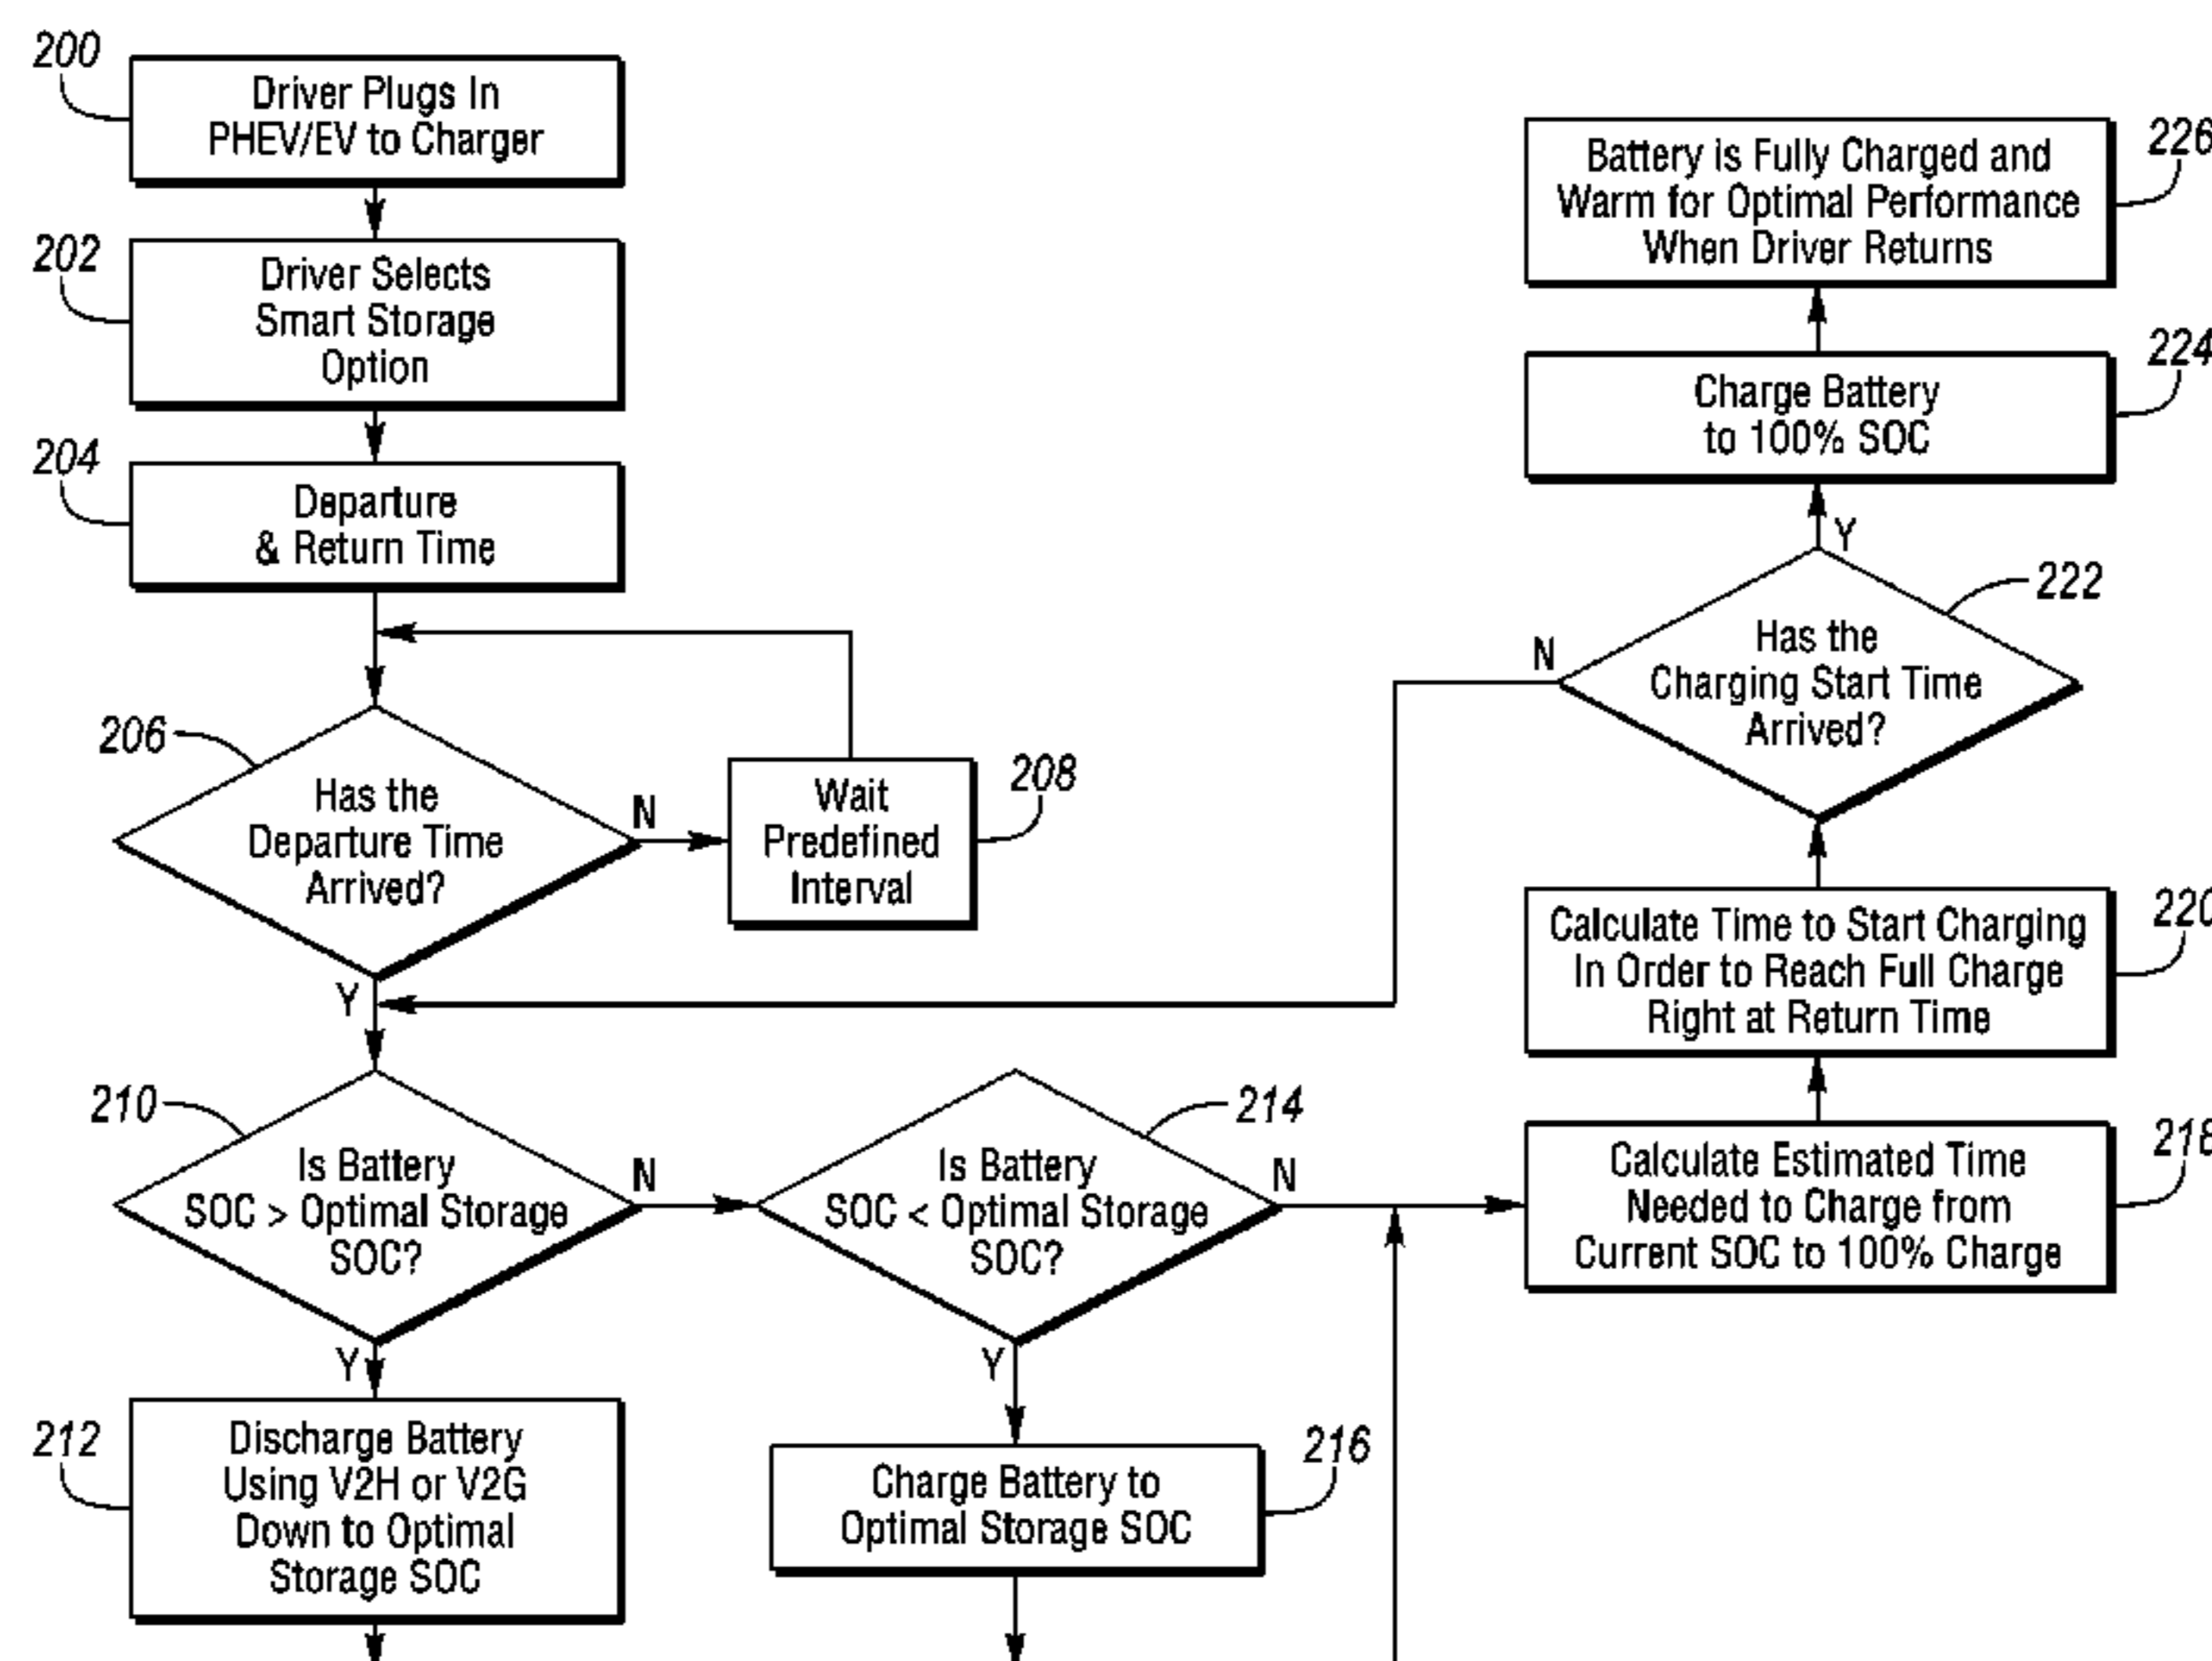 200
Driver Plugs In
PHEV/EV to Charger
202
Driver Selects
Smart Storage
Option
204
Departure
& Return Time
206
Has the
Departure Time
Arrived?
N
Y
208
Wait
Predefined
Interval
210
Is Battery
SOC > Optimal Storage
SOC?
N
Y
212
Discharge Battery
Using V2H or V2G
Down to Optimal
Storage SOC
214
Is Battery
SOC < Optimal Storage
SOC?
N
Y
216
Charge Battery to
Optimal Storage SOC
226
Battery is Fully Charged and
Warm for Optimal Performance
When Driver Returns
224
Charge Battery
to 100% SOC
Y
222
N
Has the
Charging Start Time
Arrived?
220
Calculate Time to Start Charging
In Order to Reach Full Charge
Right at Return Time
218
Calculate Estimated Time
Needed to Charge from
Current SOC to 100% Charge